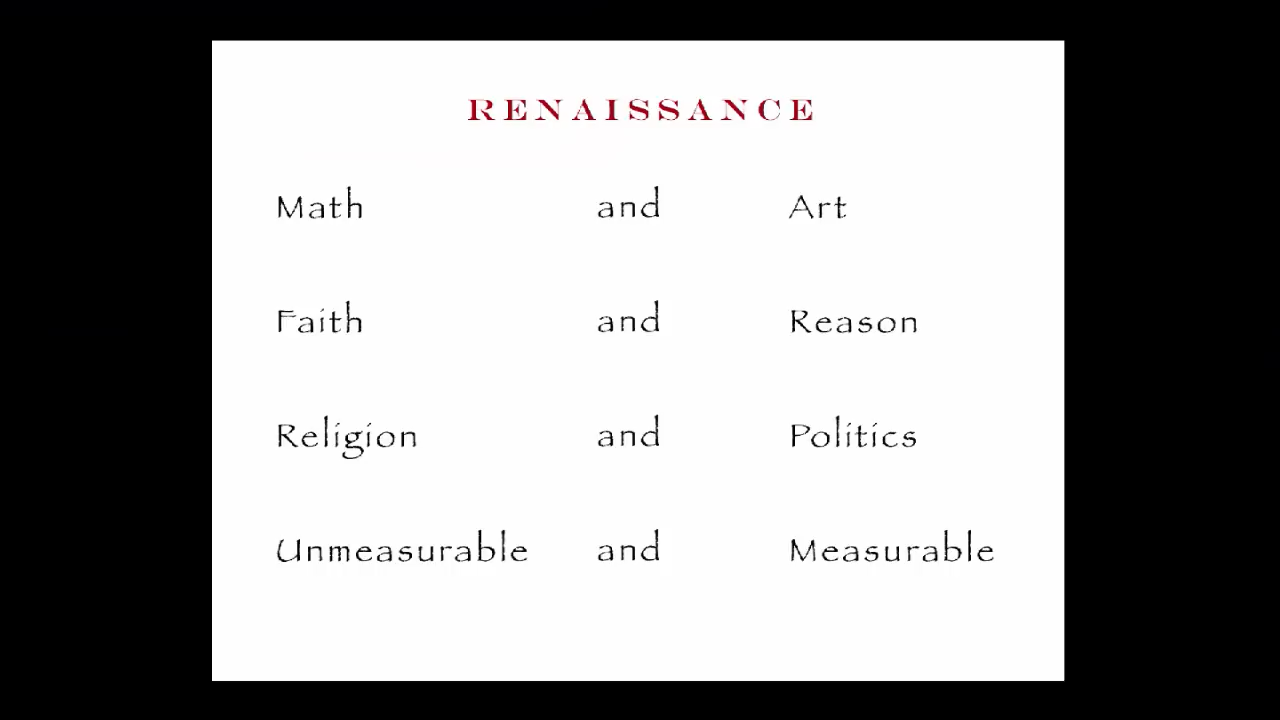 RENAISSANCE
Math and Art
Faith and Reason
Religion and Politics
Unmeasurable and Measurable